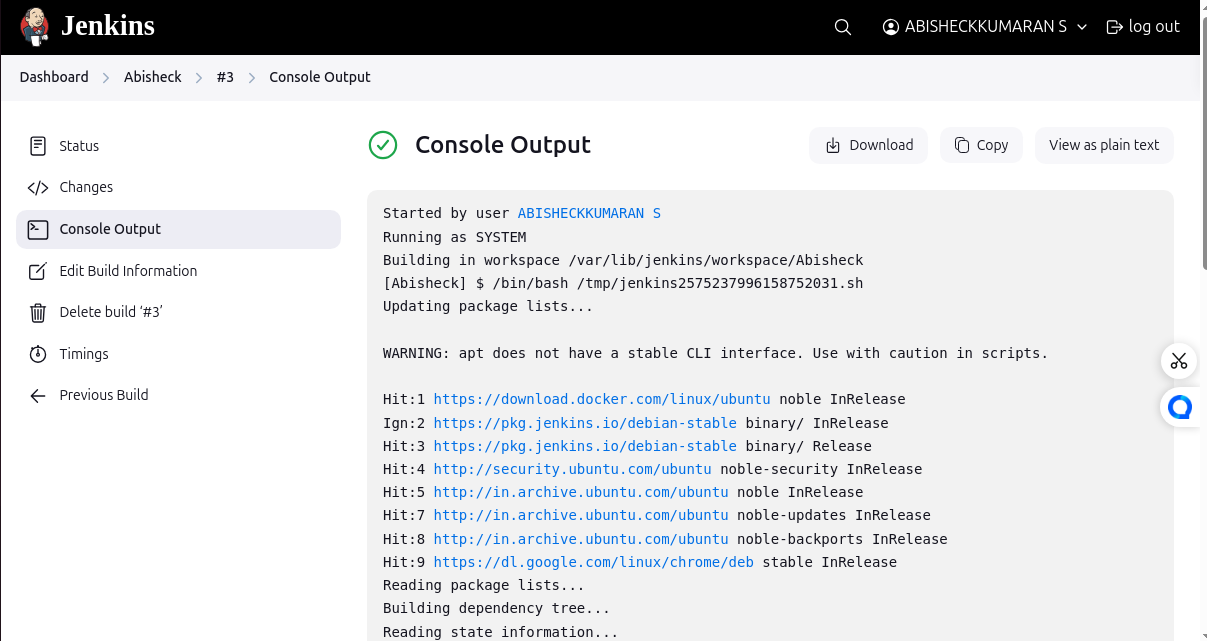 Jenkins
ABISHECKKUMARAN S
log out
Dashboard
Abisheck
#3
Console Output
Status
Changes
Console Output
Edit Build Information
Delete build ‘#3’
Timings
Previous Build
Console Output
Download
Copy
View as plain text
Started by user ABISHECKKUMARAN S
Running as SYSTEM
Building in workspace /var/lib/jenkins/workspace/Abisheck
[Abisheck] $ /bin/bash /tmp/jenkins2575237996158752031.sh
Updating package lists...
WARNING: apt does not have a stable CLI interface. Use with caution in scripts.
Hit:1 https://download.docker.com/linux/ubuntu noble InRelease
Ign:2 https://pkg.jenkins.io/debian-stable binary/ InRelease
Hit:3 https://pkg.jenkins.io/debian-stable binary/ Release
Hit:4 http://security.ubuntu.com/ubuntu noble-security InRelease
Hit:5 http://in.archive.ubuntu.com/ubuntu noble InRelease
Hit:7 http://in.archive.ubuntu.com/ubuntu noble-updates InRelease
Hit:8 http://in.archive.ubuntu.com/ubuntu noble-backports InRelease
Hit:9 https://dl.google.com/linux/chrome/deb stable InRelease
Reading package lists...
Building dependency tree...
Reading state information...